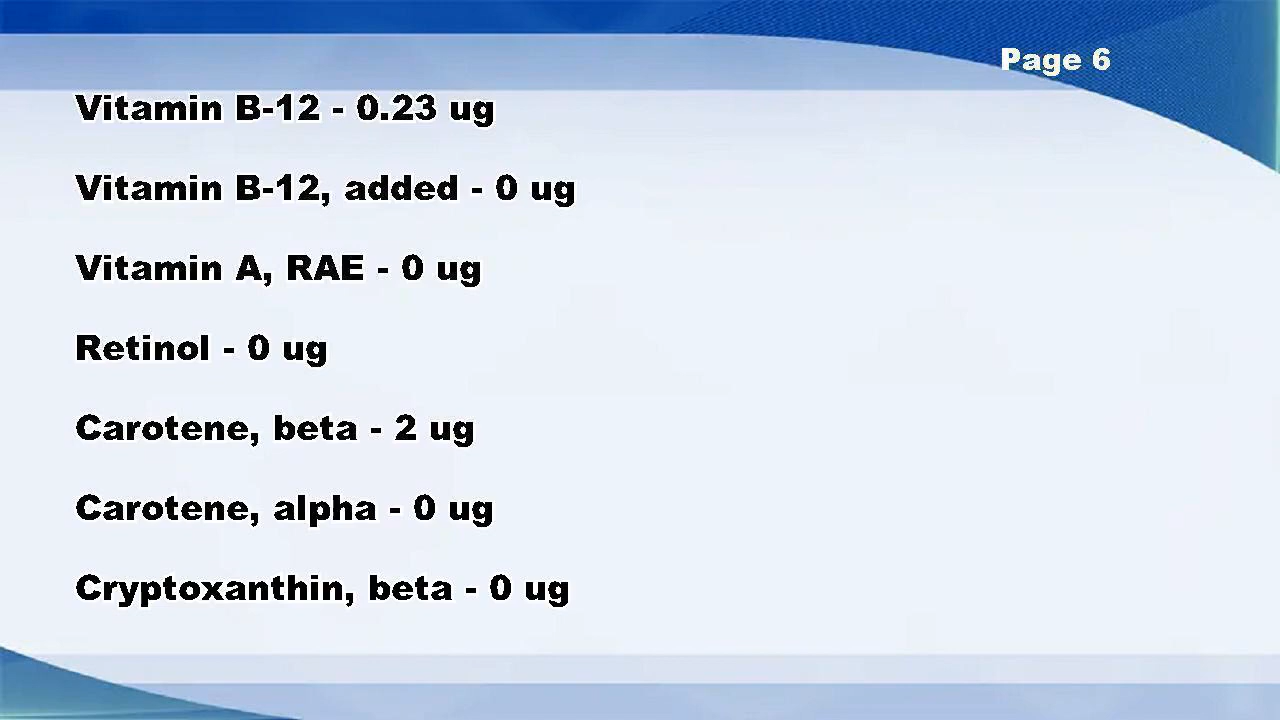 Page 6
Vitamin B-12 - 0.23 ug
Vitamin B-12, added - 0 ug
Vitamin A, RAE - 0 ug
Retinol - 0 ug
Carotene, beta - 2 ug
Carotene, alpha - 0 ug
Cryptoxanthin, beta - 0 ug